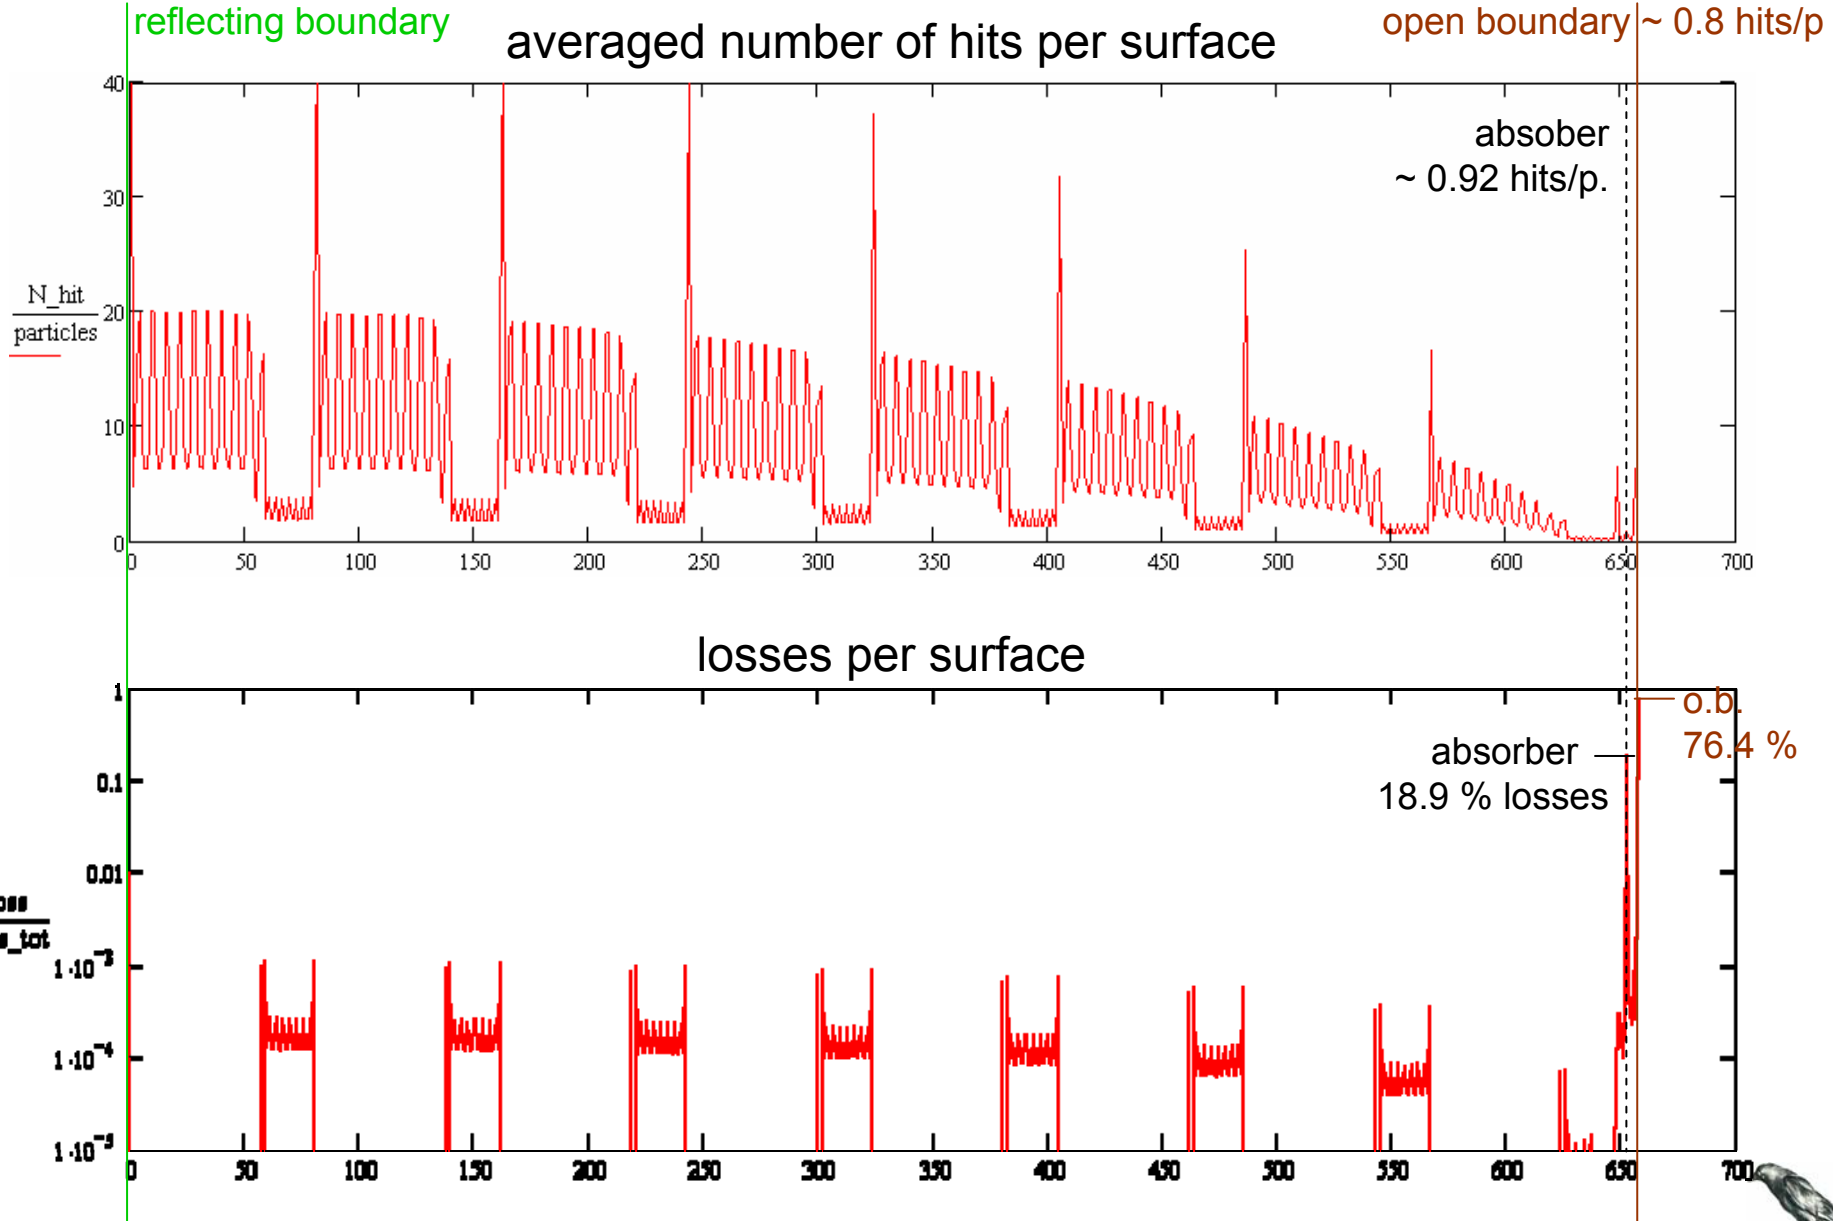 reflecting boundary
open boundary ~ 0.8 hits/p
averaged number of hits per surface
40
30
20
10
0
N_hit
particles
absober
~ 0.92 hits/p.
0 50 100 150 200 250 300 350 400 450 500 550 600 650 700
losses per surface
1
0.1
0.01
1·10⁻³
1·10⁻⁴
1·10⁻⁵
o.b.
76.4 %
absorber
18.9 % losses
0 50 100 150 200 250 300 350 400 450 500 550 600 650 700